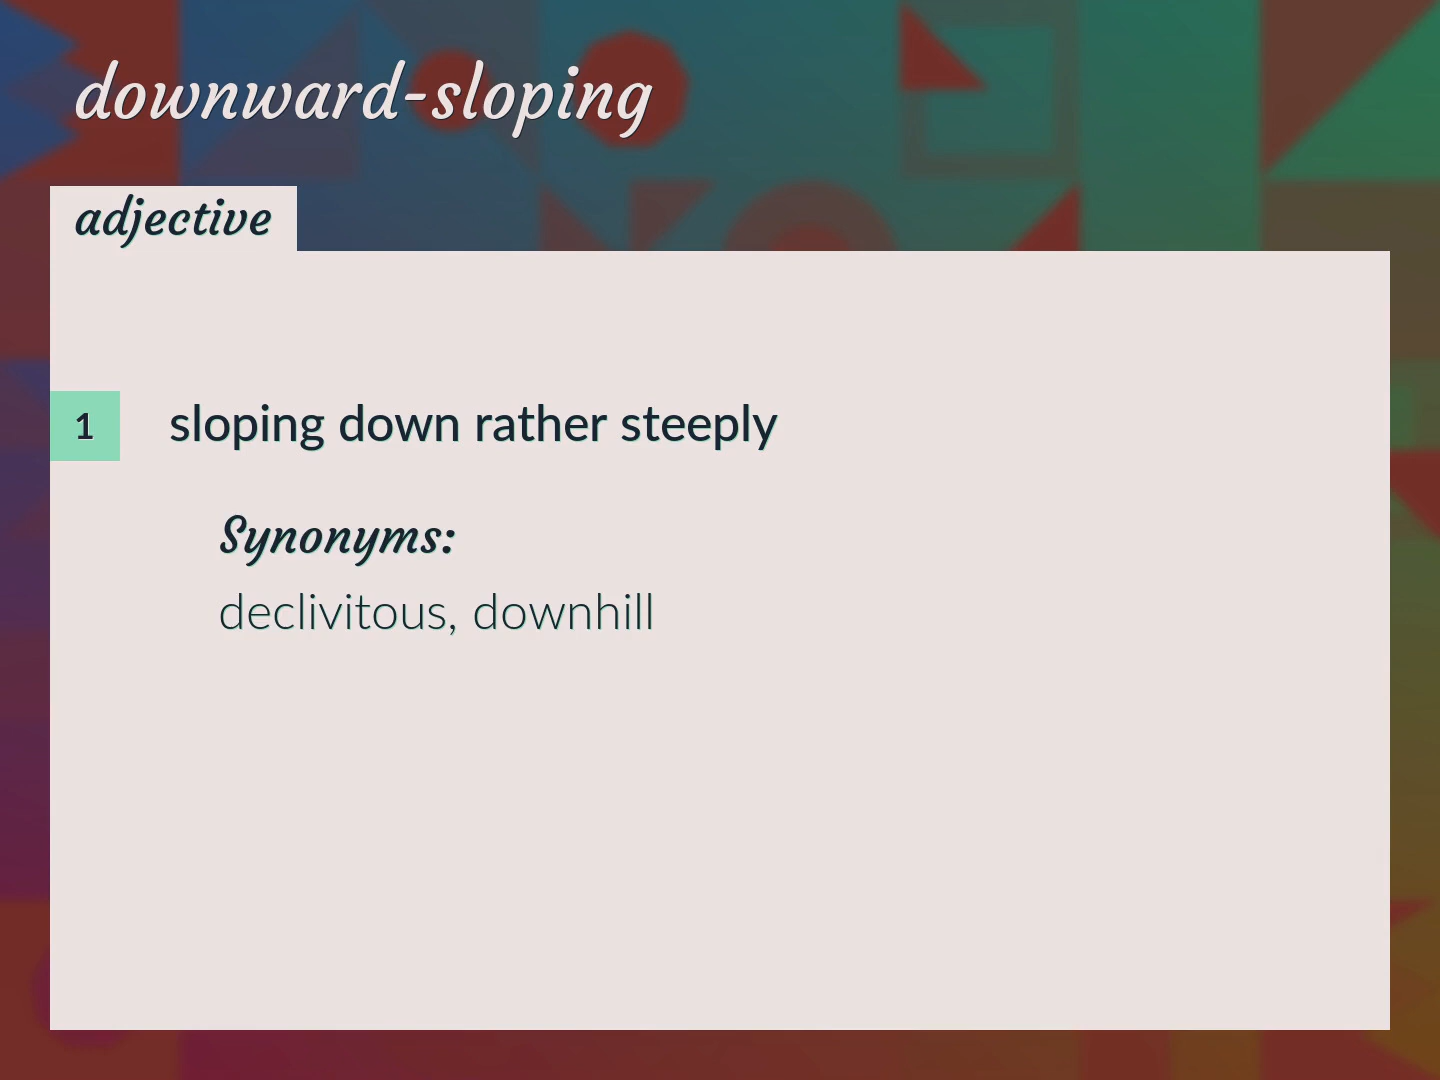 downward-sloping
adjective
1 sloping down rather steeply
Synonyms:
declivitous, downhill